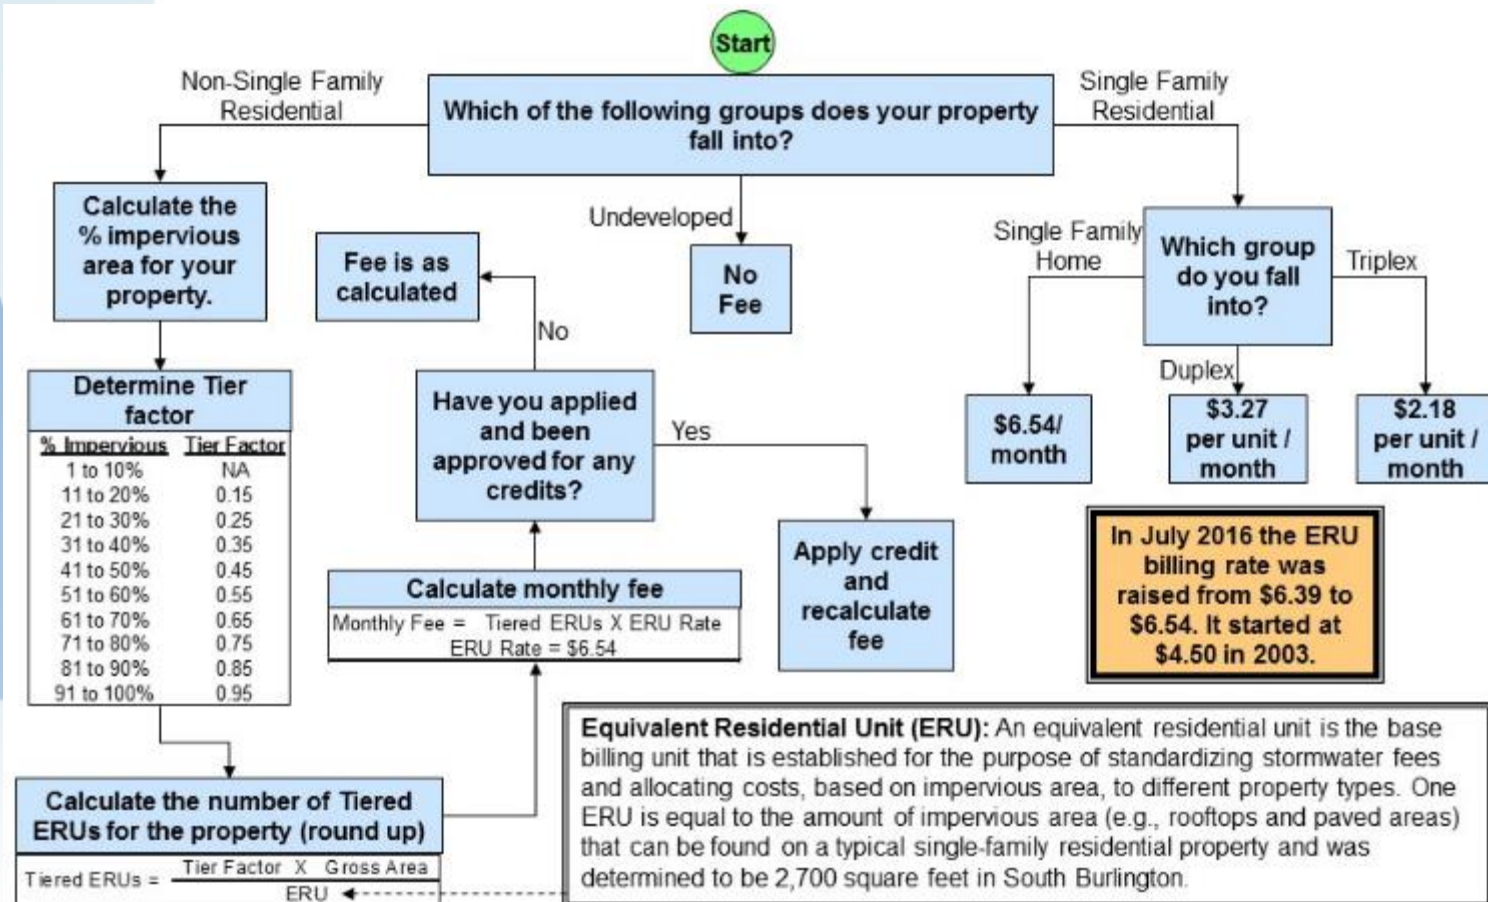 Start
Non-Single Family
Residential
Which of the following groups does your property
fall into?
Single Family
Residential
Calculate the
% impervious
area for your
property.
Fee is as
calculated
Undeveloped
No
Fee
Single Family
Home
Which group
do you fall
into?
Triplex
No
Duplex
Determine Tier
factor
% Impervious Tier Factor
1 to 10% NA
11 to 20% 0.15
21 to 30% 0.25
31 to 40% 0.35
41 to 50% 0.45
51 to 60% 0.55
61 to 70% 0.65
71 to 80% 0.75
81 to 90% 0.85
91 to 100% 0.95
Have you applied
and been
approved for any
credits?
Yes
$6.54/
month
$3.27
per unit /
month
$2.18
per unit /
month
Calculate monthly fee
Monthly Fee = Tiered ERUs X ERU Rate
ERU Rate = $6.54
Apply credit
and
recalculate
fee
In July 2016 the ERU
billing rate was
raised from $6.39 to
$6.54. It started at
$4.50 in 2003.
Calculate the number of Tiered
ERUs for the property (round up)
Tiered ERUs = Tier Factor X Gross Area
ERU
Equivalent Residential Unit (ERU): An equivalent residential unit is the base
billing unit that is established for the purpose of standardizing stormwater fees
and allocating costs, based on impervious area, to different property types. One
ERU is equal to the amount of impervious area (e.g., rooftops and paved areas)
that can be found on a typical single-family residential property and was
determined to be 2,700 square feet in South Burlington.